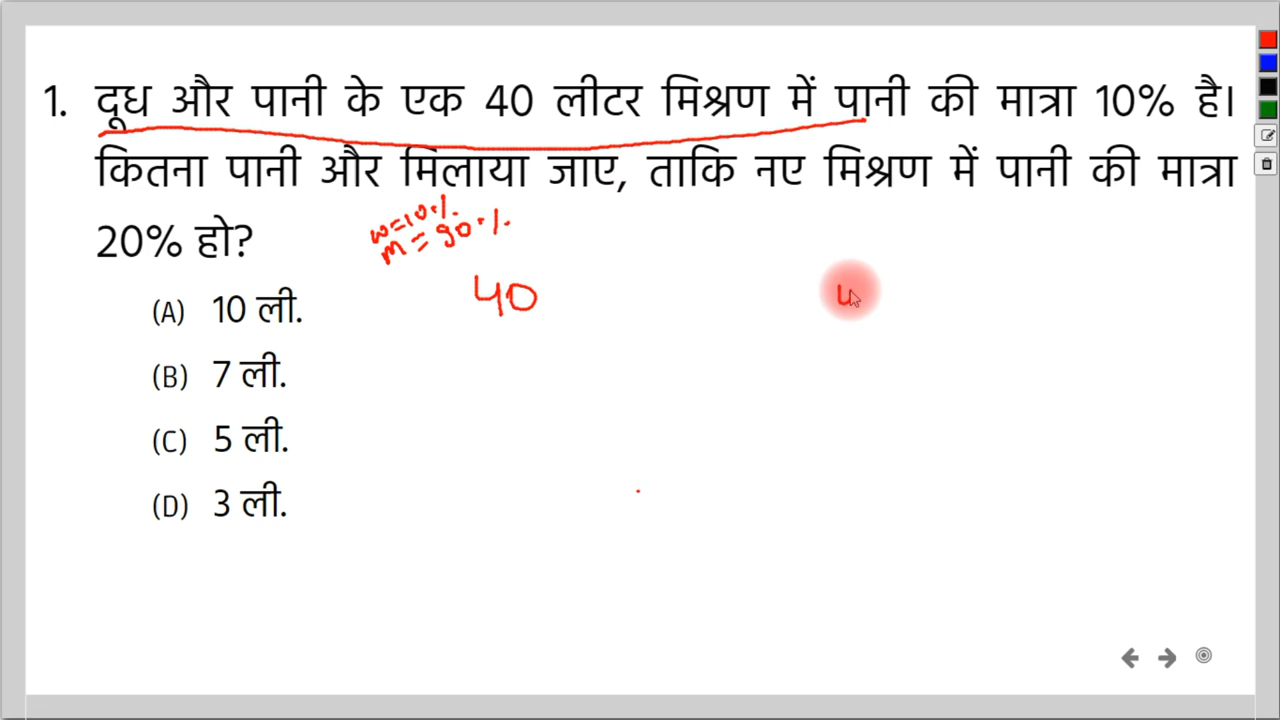 1. दूध और पानी के एक 40 लीटर मिश्रण में पानी की मात्रा 10% है।
कितना पानी और मिलाया जाए, ताकि नए मिश्रण में पानी की मात्रा
20% हो?
w=10%
m=90%
40
(A) 10 ली.
(B) 7 ली.
(C) 5 ली.
(D) 3 ली.